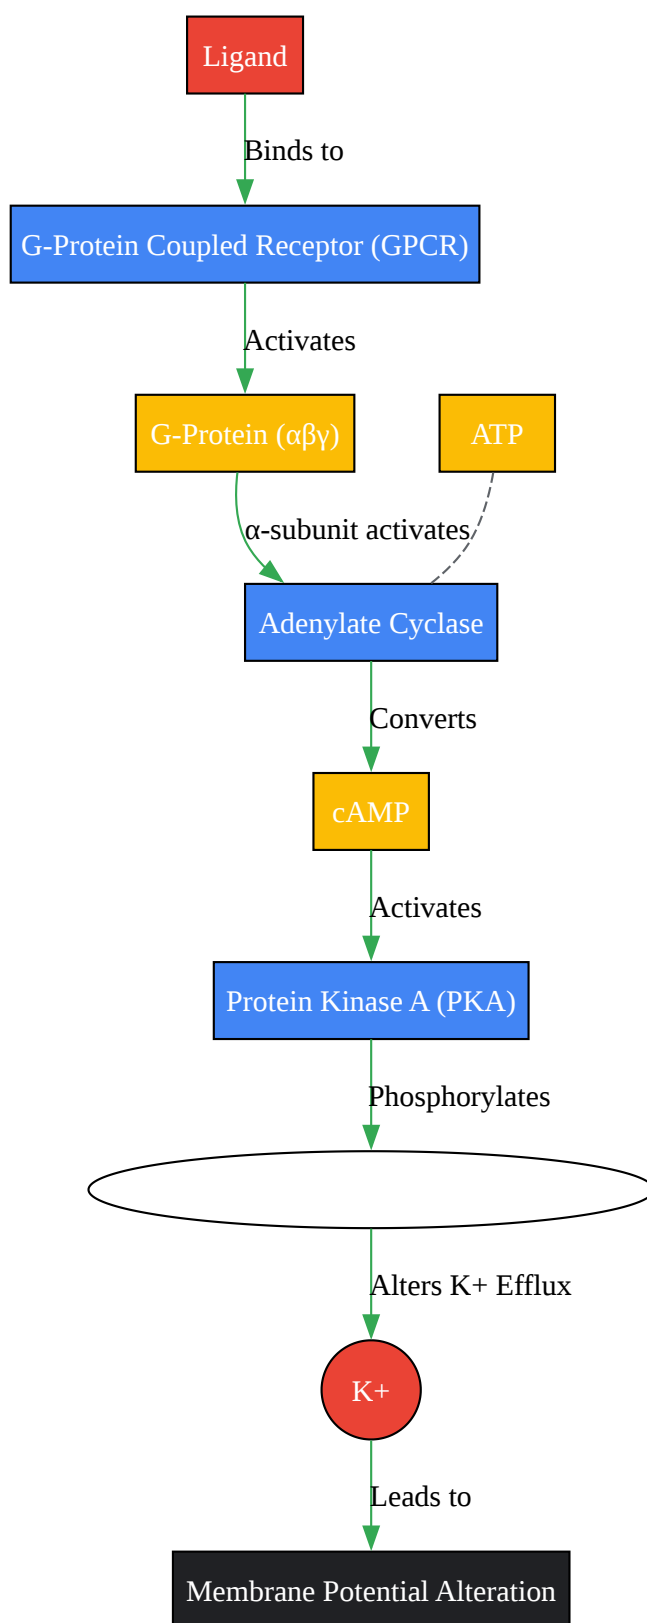 Ligand
Binds to
G-Protein Coupled Receptor (GPCR)
Activates
G-Protein (αβγ)
ATP
α-subunit activates
Adenylate Cyclase
Converts
cAMP
Activates
Protein Kinase A (PKA)
Phosphorylates
Alters K+ Efflux
K+
Leads to
Membrane Potential Alteration